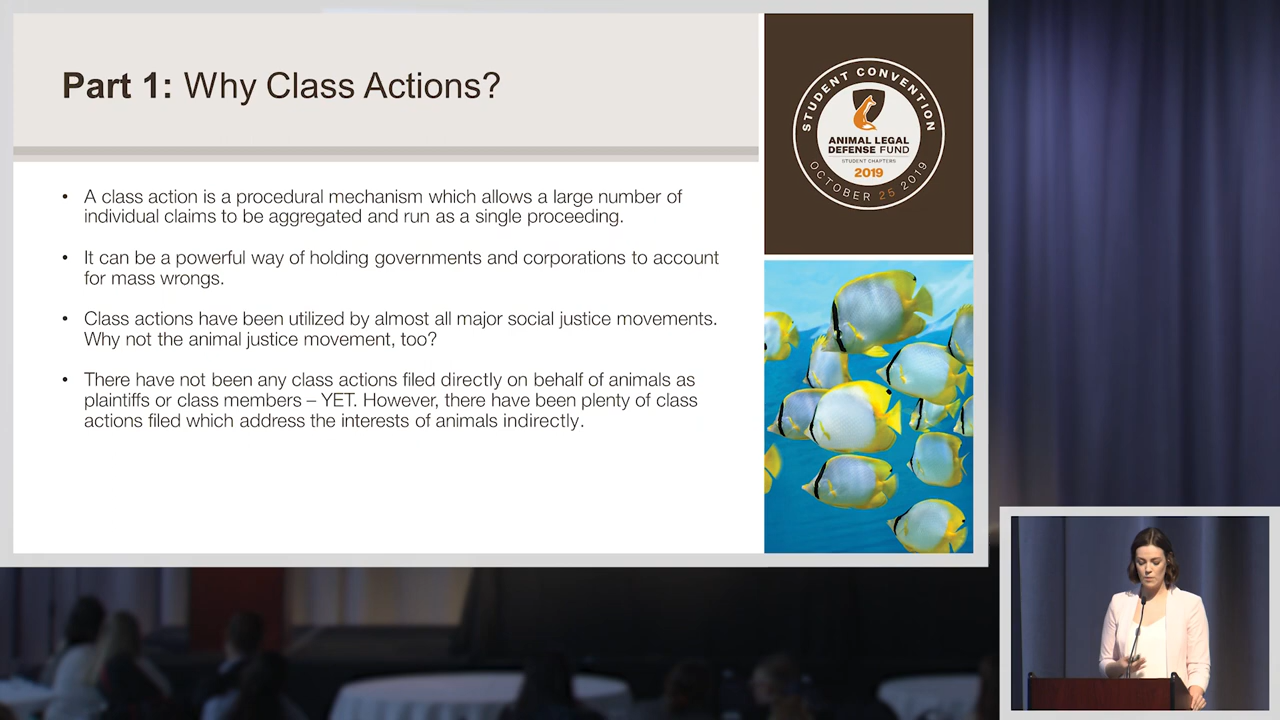 Part 1: Why Class Actions?
• A class action is a procedural mechanism which allows a large number of
individual claims to be aggregated and run as a single proceeding.
• It can be a powerful way of holding governments and corporations to account
for mass wrongs.
• Class actions have been utilized by almost all major social justice movements.
Why not the animal justice movement, too?
• There have not been any class actions filed directly on behalf of animals as
plaintiffs or class members – YET. However, there have been plenty of class
actions filed which address the interests of animals indirectly.
STUDENT CONVENTION
ANIMAL LEGAL
DEFENSE FUND
STUDENT CHAPTERS
2019
OCTOBER 25 2019